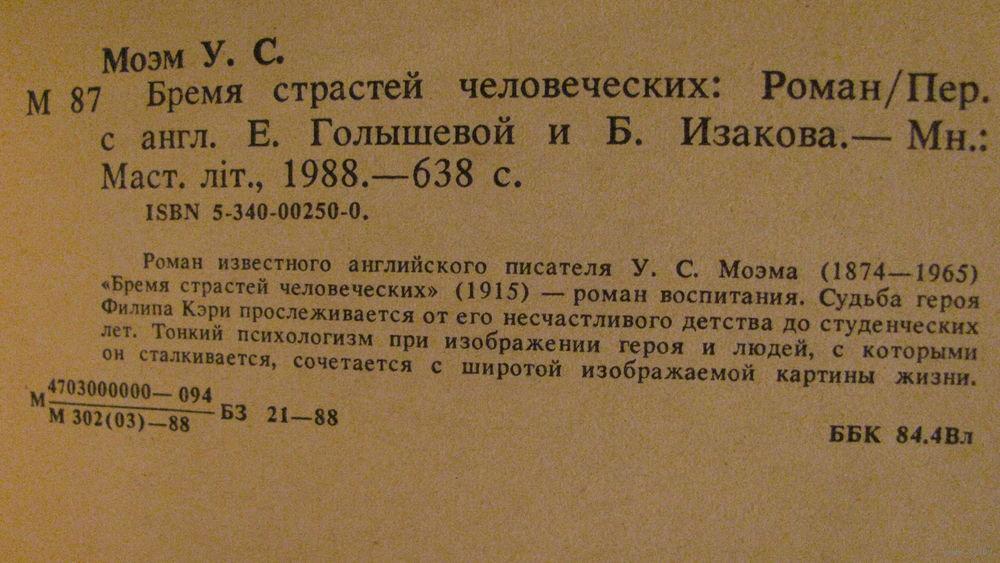 Моэм У. С.
М 87 Бремя страстей человеческих: Роман/Пер.
с англ. Е. Голышевой и Б. Изакова.— Мн.:
Маст. літ., 1988.—638 с.
ISBN 5-340-00250-0.
Роман известного английского писателя У. С. Моэма (1874—1965)
«Бремя страстей человеческих» (1915) — роман воспитания. Судьба героя
Филипа Кэри прослеживается от его несчастливого детства до студенческих
лет. Тонкий психологизм при изображении героя и людей, с которыми
он сталкивается, сочетается с широтой изображаемой картины жизни.
М 4703000000— 094
М 302(03)—88 БЗ 21—88
ББК 84.4Вл